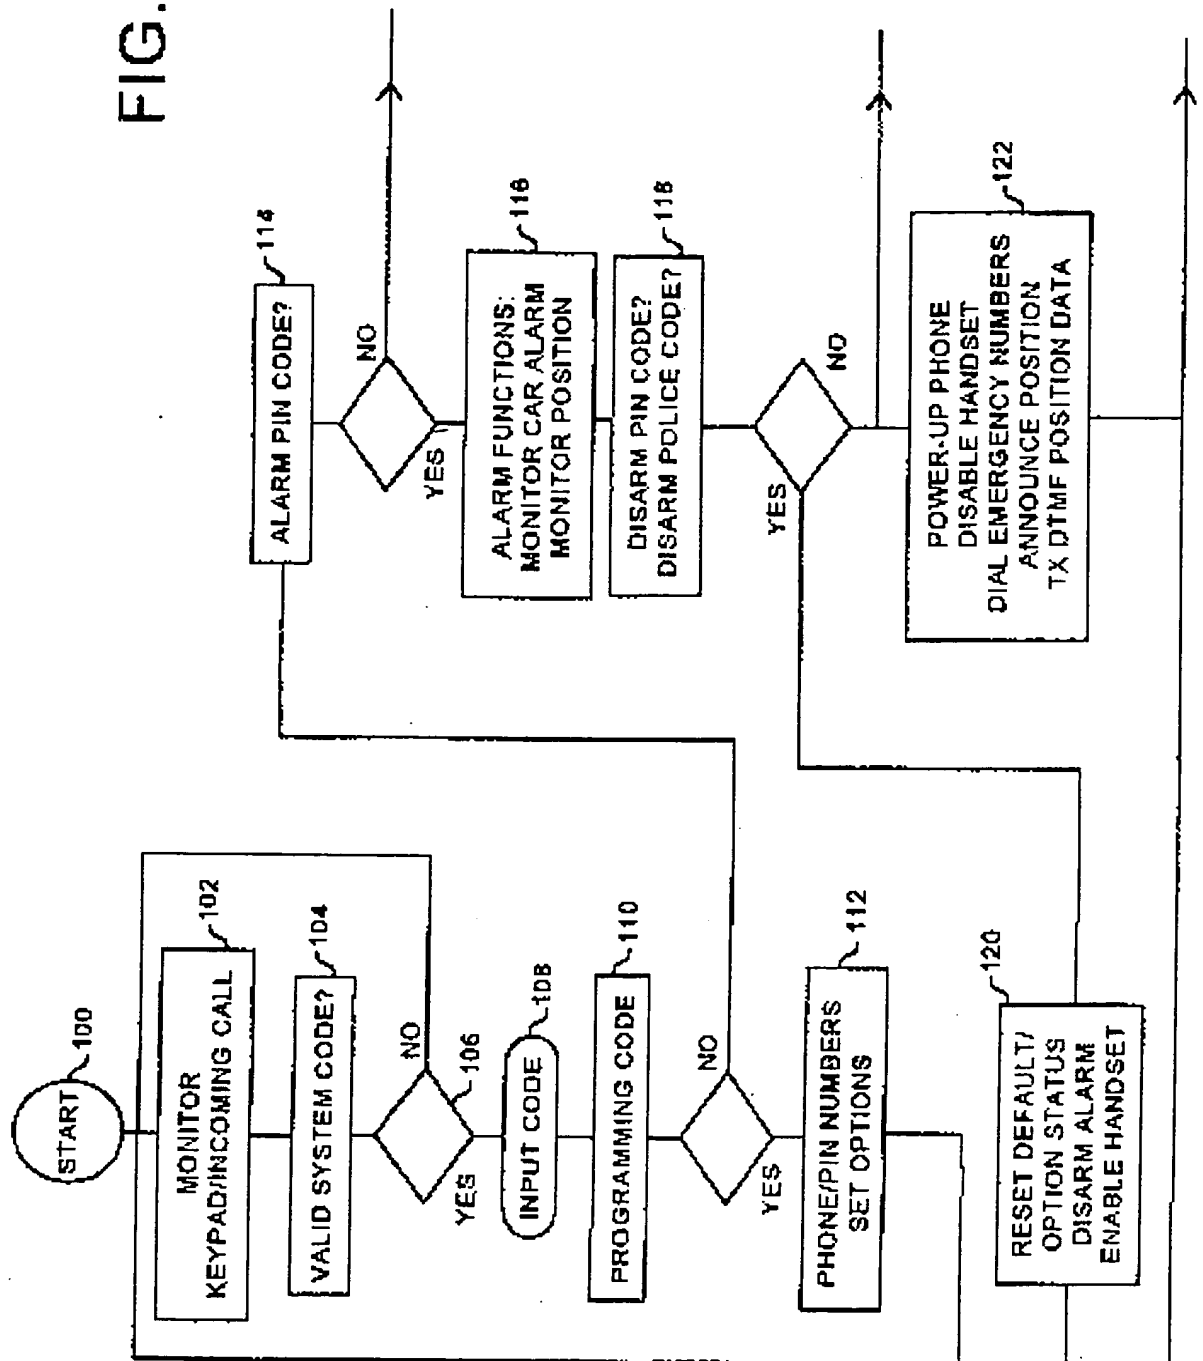 FIG.
START
100
MONITOR
KEYPAD/INCOMING CALL
102
VALID SYSTEM CODE?
104
NO
106
YES
INPUT CODE
108
PROGRAMMING CODE
110
NO
YES
PHONE/PIN NUMBERS
SET OPTIONS
112
ALARM PIN CODE?
114
NO
YES
ALARM FUNCTIONS:
MONITOR CAR ALARM
MONITOR POSITION
116
DISARM PIN CODE?
DISARM POLICE CODE?
118
NO
YES
RESET DEFAULT/
OPTION STATUS
DISARM ALARM
ENABLE HANDSET
120
POWER-UP PHONE
DISABLE HANDSET
DIAL EMERGENCY NUMBERS
ANNOUNCE POSITION
TX DTMF POSITION DATA
122